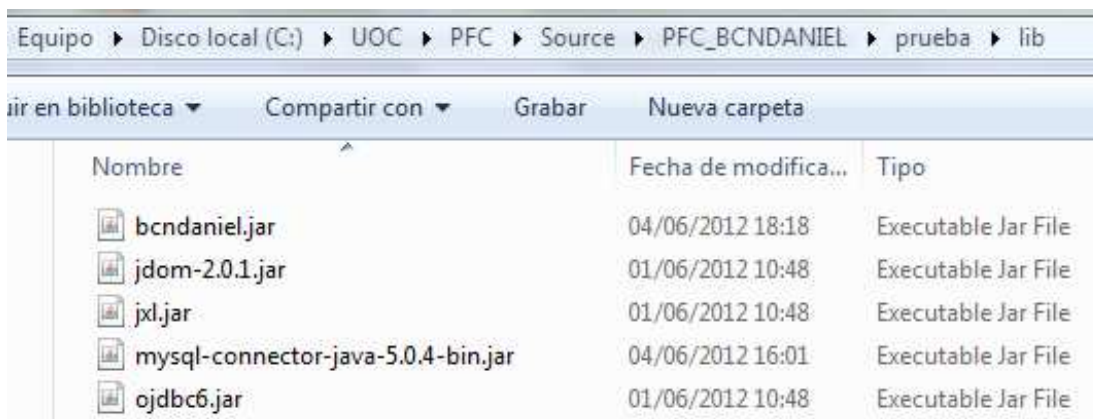 Equipo ▸ Disco local (C:) ▸ UOC ▸ PFC ▸ Source ▸ PFC_BCNDANIEL ▸ prueba ▸ lib
uir en biblioteca ▾ Compartir con ▾ Grabar Nueva carpeta
Nombre Fecha de modifica... Tipo
bcndaniel.jar 04/06/2012 18:18 Executable Jar File
jdom-2.0.1.jar 01/06/2012 10:48 Executable Jar File
jxl.jar 01/06/2012 10:48 Executable Jar File
mysql-connector-java-5.0.4-bin.jar 04/06/2012 16:01 Executable Jar File
ojdbc6.jar 01/06/2012 10:48 Executable Jar File